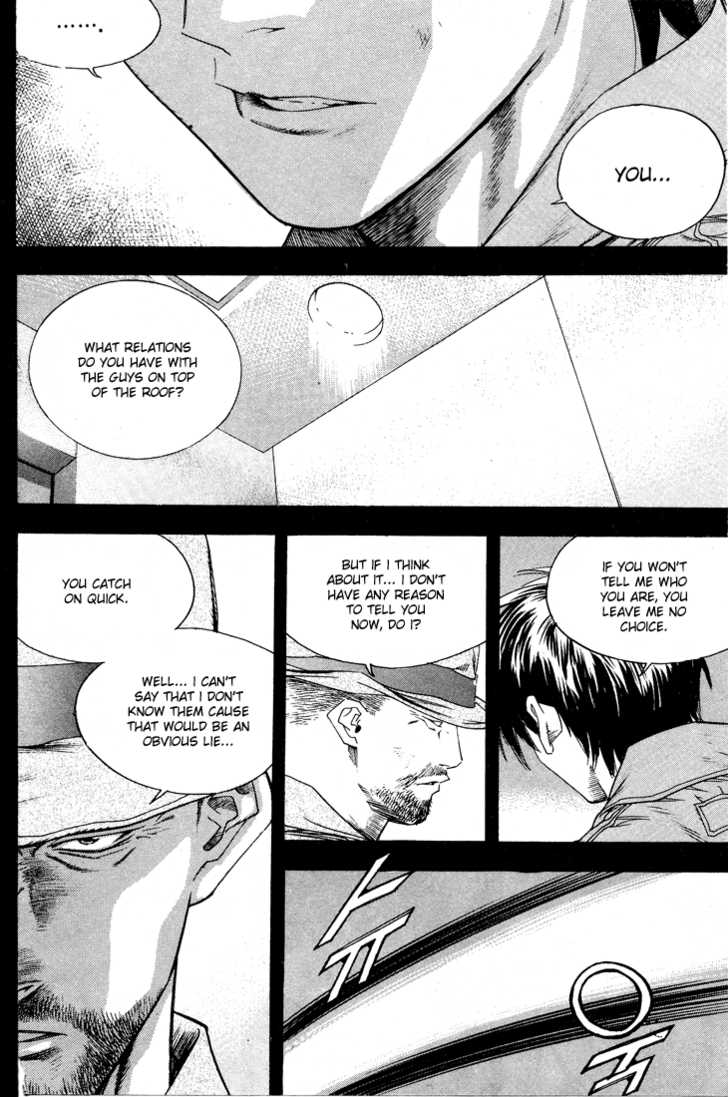 .......
YOU...
WHAT RELATIONS
DO YOU HAVE WITH
THE GUYS ON TOP
OF THE ROOF?
YOU CATCH
ON QUICK.
WELL... I CAN'T
SAY THAT I DON'T
KNOW THEM CAUSE
THAT WOULD BE AN
OBVIOUS LIE...
BUT IF I THINK
ABOUT IT... I DON'T
HAVE ANY REASON
TO TELL YOU
NOW, DO I?
IF YOU WON'T
TELL ME WHO
YOU ARE, YOU
LEAVE ME NO
CHOICE.